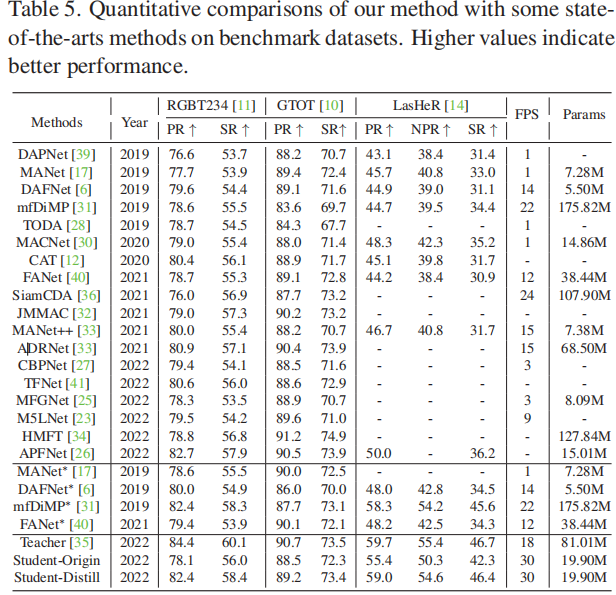 Table 5. Quantitative comparisons of our method with some state-
of-the-arts methods on benchmark datasets. Higher values indicate
better performance.
Methods Year RGBT234 [11] GTOT [10] LasHeR [14] FPS Params
PR ↑ SR ↑ PR ↑ SR↑ PR ↑ NPR ↑ SR ↑
DAPNet [39] 2019 76.6 53.7 88.2 70.7 43.1 38.4 31.4 1 -
MANet [17] 2019 77.7 53.9 89.4 72.4 45.7 40.8 33.0 1 7.28M
DAFNet [6] 2019 79.6 54.4 89.1 71.6 44.9 39.0 31.1 14 5.50M
mfDiMP [31] 2019 78.6 55.5 83.6 69.7 44.7 39.5 34.4 22 175.82M
TODA [28] 2019 78.7 54.5 84.3 67.7 - - - 1 -
MACNet [30] 2020 79.0 55.4 88.0 71.4 48.3 42.3 35.2 1 14.86M
CAT [12] 2020 80.4 56.1 88.9 71.7 45.1 39.8 31.7 - -
FANet [40] 2021 78.7 55.3 89.1 72.8 44.2 38.4 30.9 12 38.44M
SiamCDA [36] 2021 76.0 56.9 87.7 73.2 - - - 24 107.90M
JMMAC [32] 2021 79.0 57.3 90.2 73.2 - - - - -
MANet++ [33] 2021 80.0 55.4 88.2 70.7 46.7 40.8 31.7 15 7.38M
ADRNet [33] 2021 80.9 57.1 90.4 73.9 - - - 15 68.50M
CBPNet [27] 2022 79.4 54.1 88.5 71.6 - - - 3 -
TFNet [41] 2022 80.6 56.0 88.6 72.9 - - - - -
MFGNet [25] 2022 78.3 53.5 88.9 70.7 - - - 3 8.09M
M5LNet [23] 2022 79.5 54.2 89.6 71.0 - - - 9 -
HMFT [34] 2022 78.8 56.8 91.2 74.9 - - - - 127.84M
APFNet [26] 2022 82.7 57.9 90.5 73.9 50.0 - 36.2 - 15.01M
MANet* [17] 2019 78.6 55.5 90.0 72.5 - - - 1 7.28M
DAFNet* [6] 2019 80.0 54.9 86.0 70.0 48.0 42.8 34.5 14 5.50M
mfDiMP* [31] 2019 82.4 58.3 87.7 73.1 58.3 54.2 45.6 22 175.82M
FANet* [40] 2021 79.4 53.9 90.1 72.1 48.2 42.5 34.3 12 38.44M
Teacher [35] 2022 84.4 60.1 90.7 73.5 59.7 55.4 46.7 18 81.01M
Student-Origin 2022 78.1 56.0 88.5 72.3 55.4 50.3 42.3 30 19.90M
Student-Distill 2022 82.4 58.4 89.2 73.4 59.0 54.6 46.4 30 19.90M